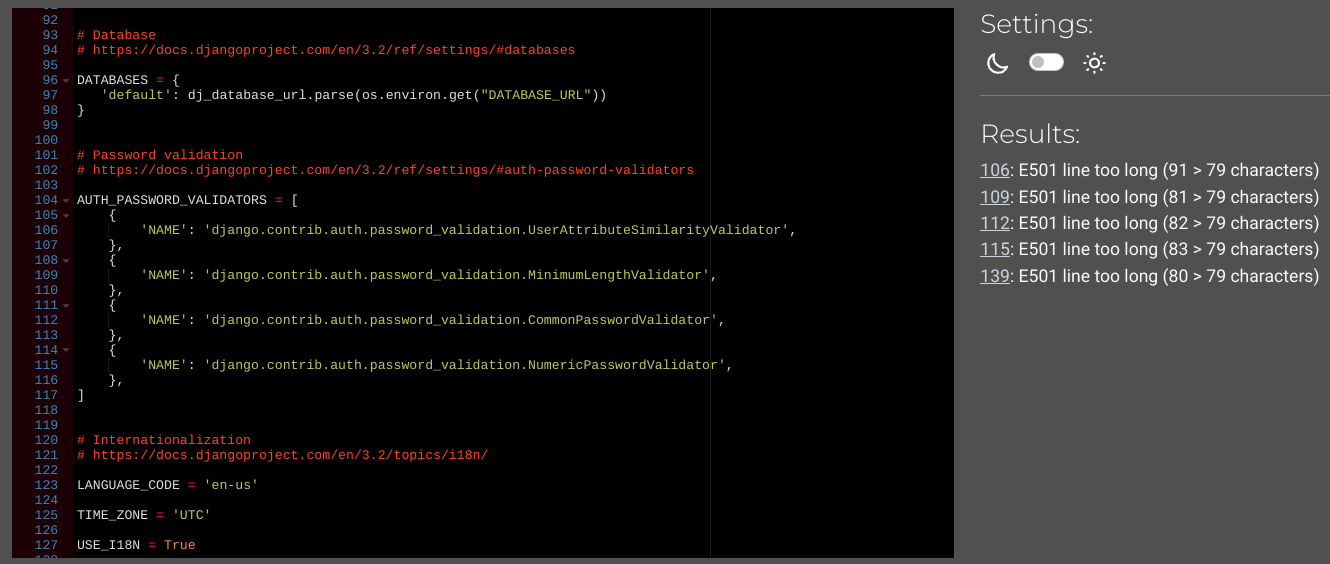 92
93 # Database
94 # https://docs.djangoproject.com/en/3.2/ref/settings/#databases
95
96 DATABASES = {
97    'default': dj_database_url.parse(os.environ.get("DATABASE_URL"))
98 }
99
100
101 # Password validation
102 # https://docs.djangoproject.com/en/3.2/ref/settings/#auth-password-validators
103
104 AUTH_PASSWORD_VALIDATORS = [
105     {
106         'NAME': 'django.contrib.auth.password_validation.UserAttributeSimilarityValidator',
107     },
108     {
109         'NAME': 'django.contrib.auth.password_validation.MinimumLengthValidator',
110     },
111     {
112         'NAME': 'django.contrib.auth.password_validation.CommonPasswordValidator',
113     },
114     {
115         'NAME': 'django.contrib.auth.password_validation.NumericPasswordValidator',
116     },
117 ]
118
119
120 # Internationalization
121 # https://docs.djangoproject.com/en/3.2/topics/i18n/
122
123 LANGUAGE_CODE = 'en-us'
124
125 TIME_ZONE = 'UTC'
126
127 USE_I18N = True
Settings:
Results:
106: E501 line too long (91 > 79 characters)
109: E501 line too long (81 > 79 characters)
112: E501 line too long (82 > 79 characters)
115: E501 line too long (83 > 79 characters)
139: E501 line too long (80 > 79 characters)